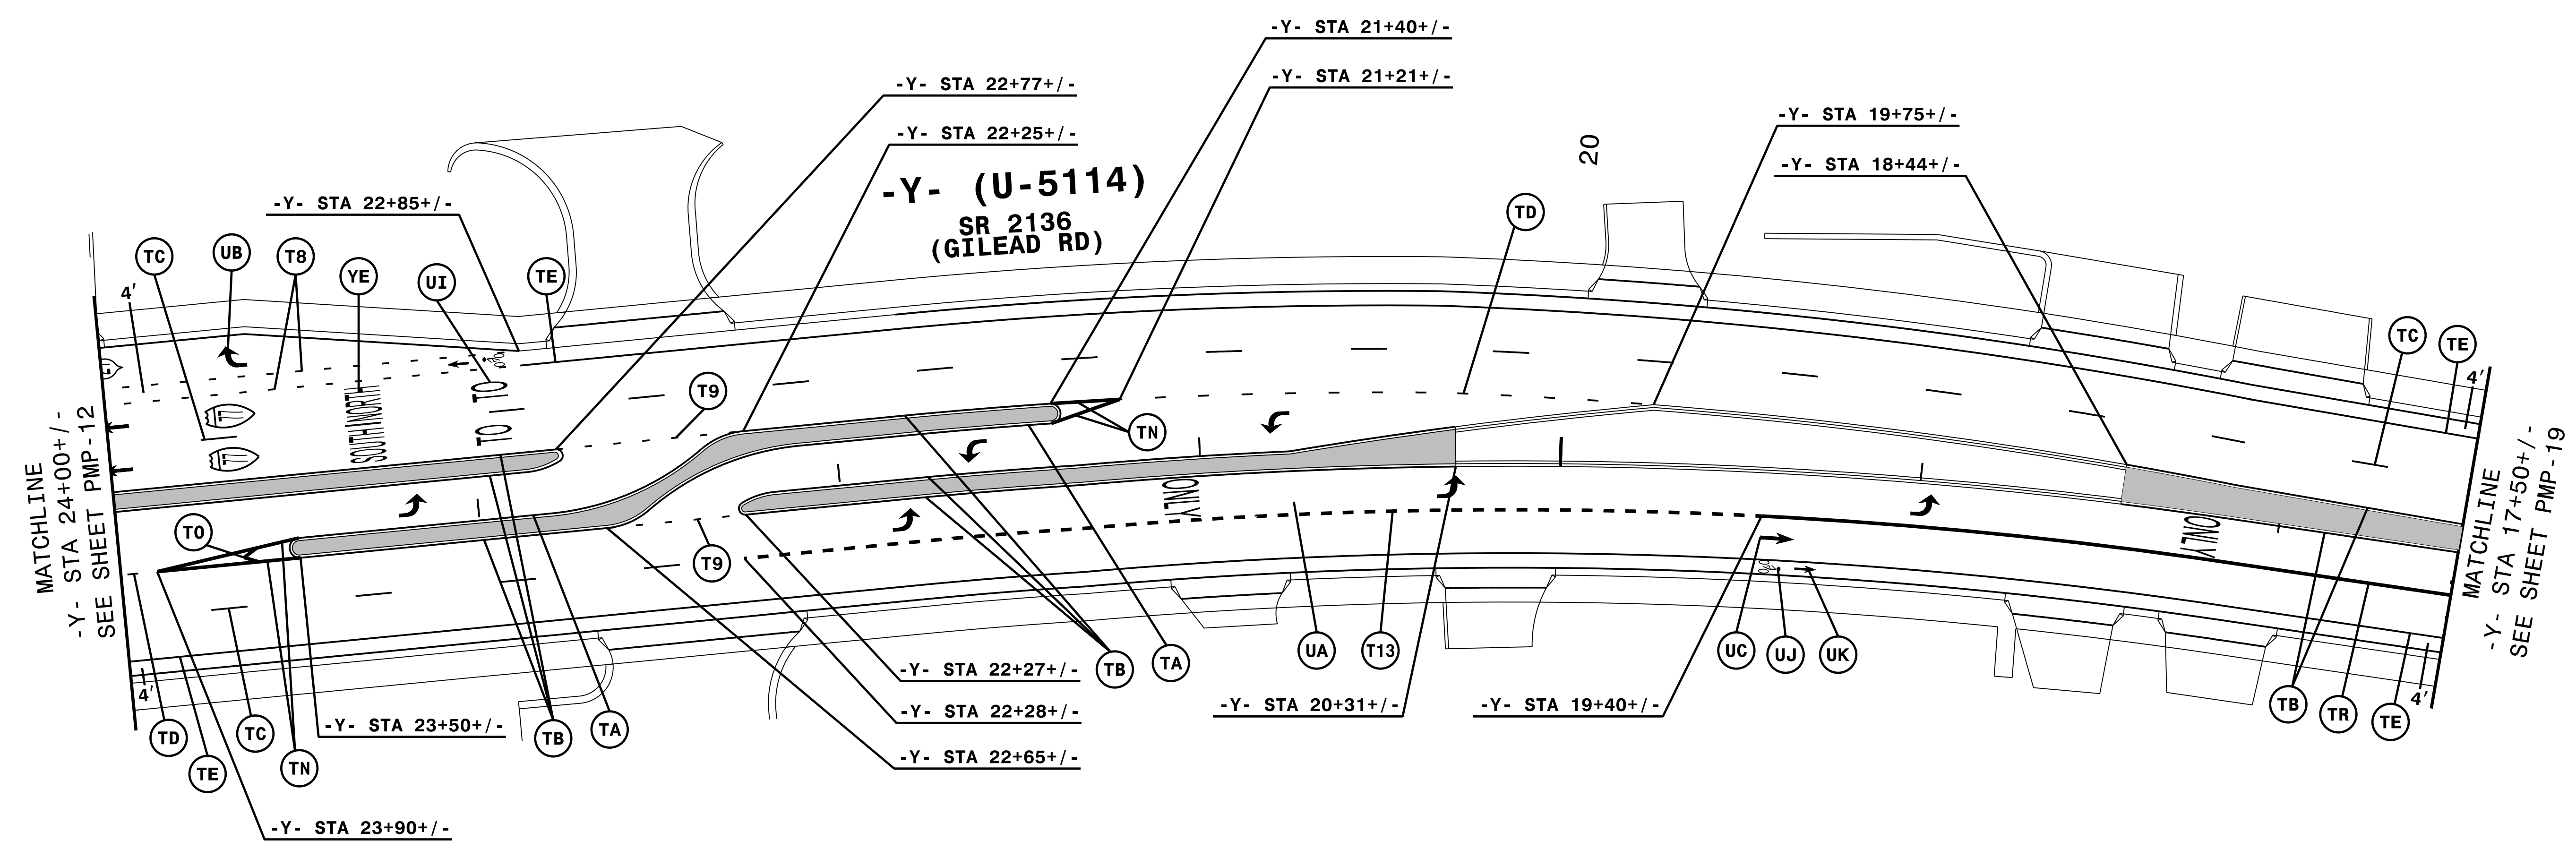 -Y- STA 21+40+/-
-Y- STA 21+21+/-
-Y- STA 22+77+/-
-Y- STA 22+25+/-
-Y- STA 19+75+/-
-Y- STA 18+44+/-
20
-Y- (U-5114)
SR 2136
(GILEAD RD)
-Y- STA 22+85+/-
TD
TC
UB
T8
YE
UI
TE
4'
TC
TE
4'
T9
TN
MATCHLINE
-Y- STA 24+00+/-
SEE SHEET PMP-12
MATCHLINE
-Y- STA 17+50+/-
SEE SHEET PMP-19
ONLY
ONLY
TO
T9
4'
TD
TE
TC
TN
-Y- STA 23+50+/-
TB
TA
-Y- STA 22+27+/-
-Y- STA 22+28+/-
-Y- STA 22+65+/-
TB
TA
UA
T13
-Y- STA 20+31+/-
-Y- STA 19+40+/-
UC
UJ
UK
TB
TR
TE
4'
-Y- STA 23+90+/-